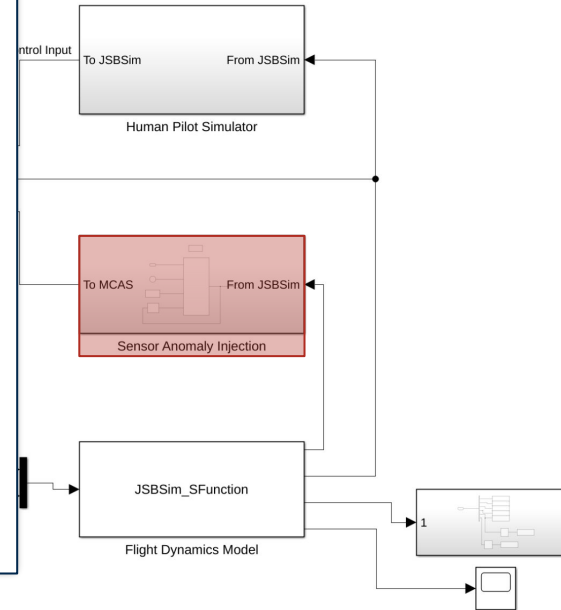 ntrol Input
To JSBSim
From JSBSim
Human Pilot Simulator
To MCAS
From JSBSim
Sensor Anomaly Injection
JSBSim_SFunction
Flight Dynamics Model
1